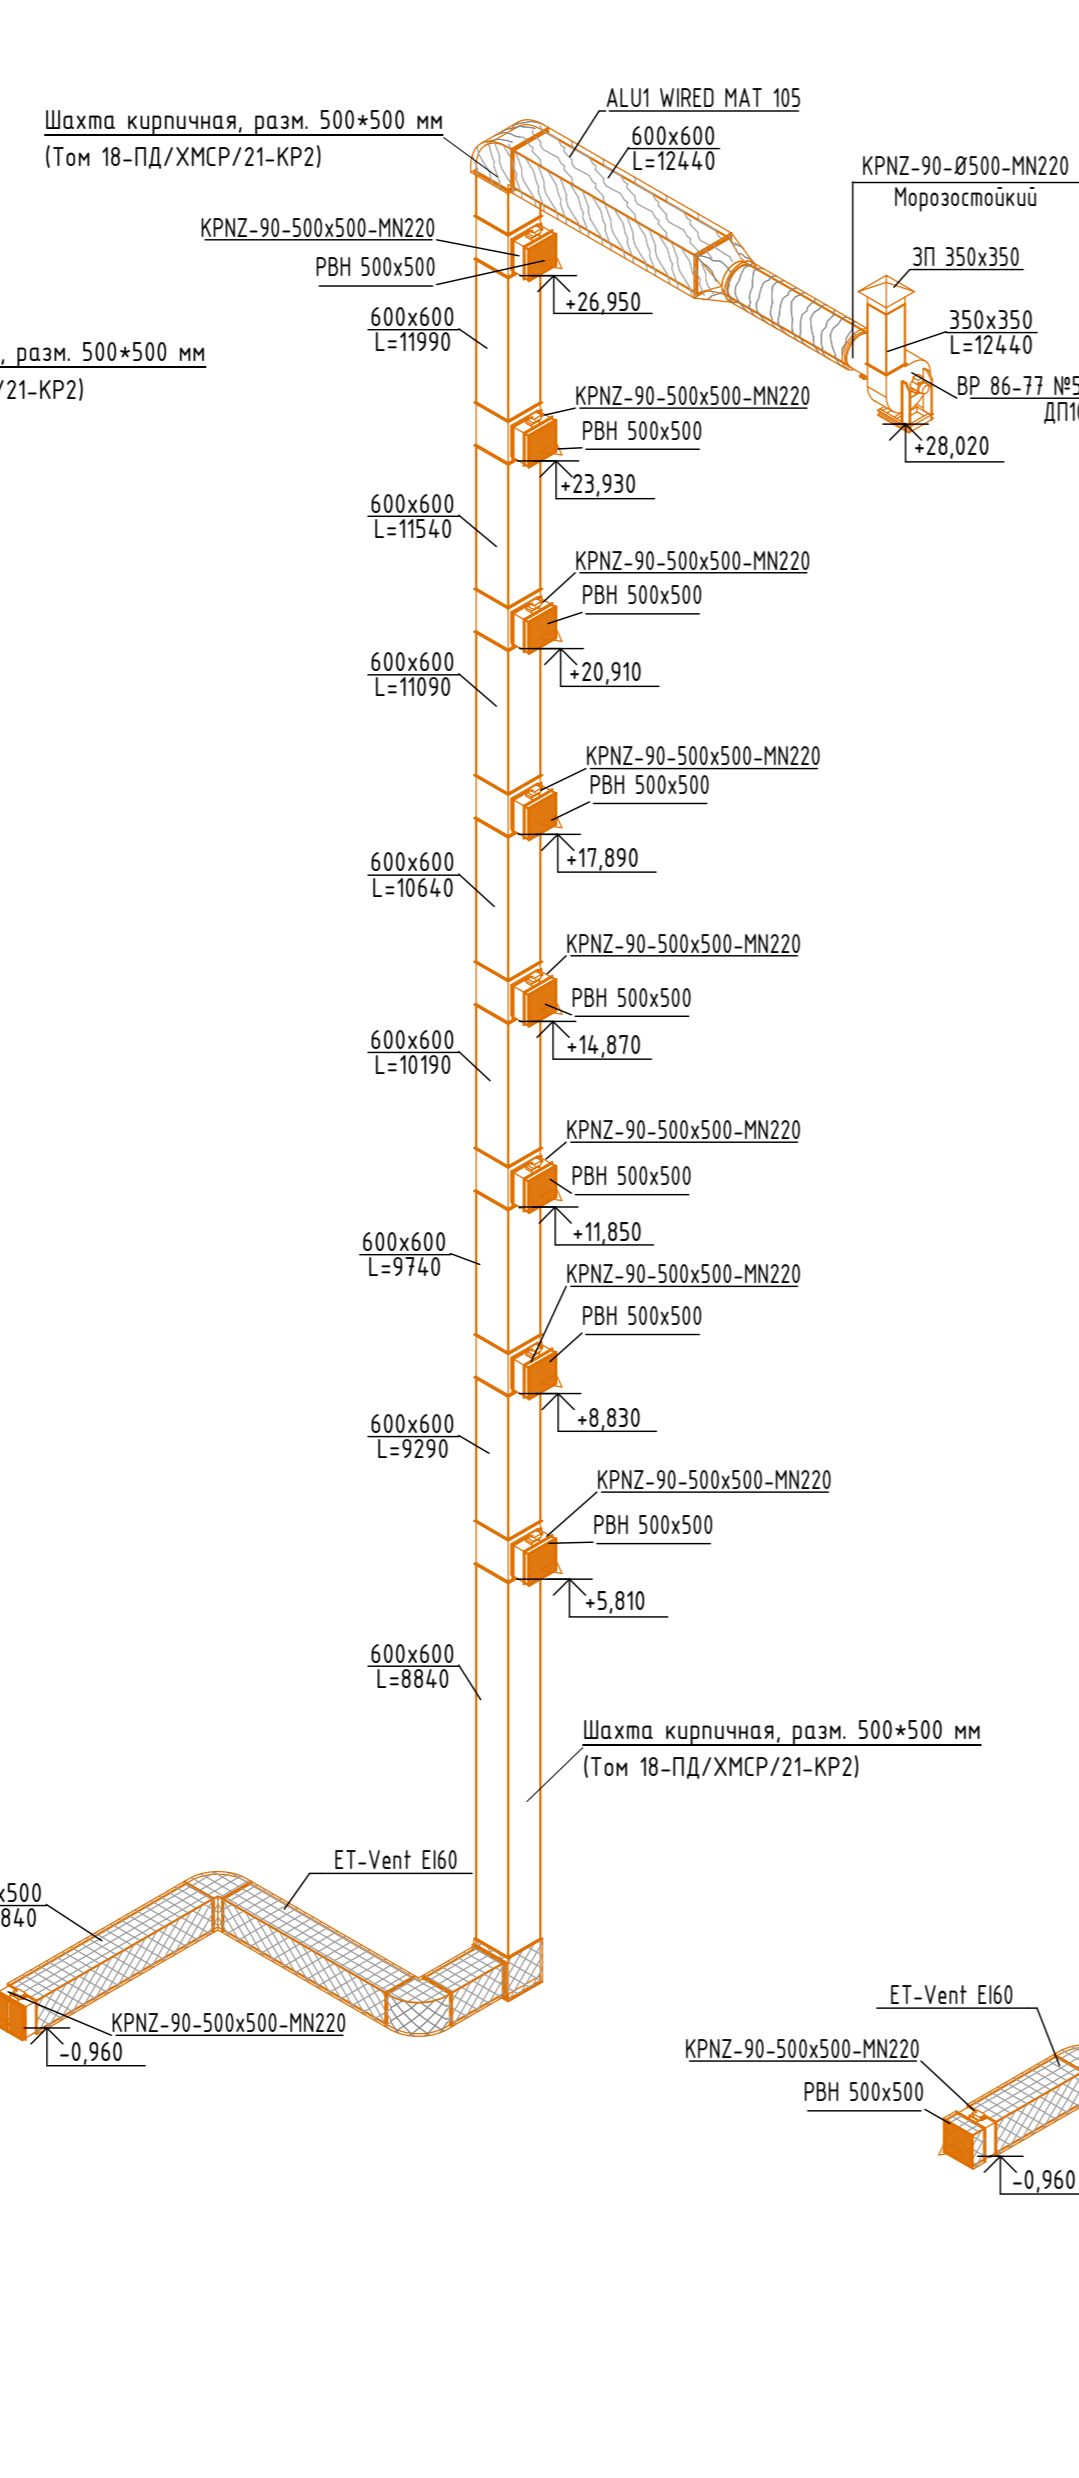 ALU1 WIRED MAT 105
Шахта кирпичная, разм. 500*500 мм
(Том 18-ПД/ХМСР/21-КР2)
600x600
L=12440
KPNZ-90-Ø500-MN220
Морозостойкий
KPNZ-90-500x500-MN220
РВН 500x500
+26,950
ЗП 350x350
350x350
L=12440
600x600
L=11990
, разм. 500*500 мм
/21-КР2)
ВР 86-77 №5
KPNZ-90-500x500-MN220
РВН 500x500
+28,020
+23,930
600x600
L=11540
KPNZ-90-500x500-MN220
РВН 500x500
+20,910
600x600
L=11090
KPNZ-90-500x500-MN220
РВН 500x500
+17,890
600x600
L=10640
KPNZ-90-500x500-MN220
РВН 500x500
+14,870
600x600
L=10190
KPNZ-90-500x500-MN220
РВН 500x500
+11,850
600x600
L=9740
KPNZ-90-500x500-MN220
РВН 500x500
+8,830
600x600
L=9290
KPNZ-90-500x500-MN220
РВН 500x500
+5,810
600x600
L=8840
Шахта кирпичная, разм. 500*500 мм
(Том 18-ПД/ХМСР/21-КР2)
ET-Vent EI60
x500
840
KPNZ-90-500x500-MN220
-0,960
ET-Vent EI60
KPNZ-90-500x500-MN220
РВН 500x500
-0,960